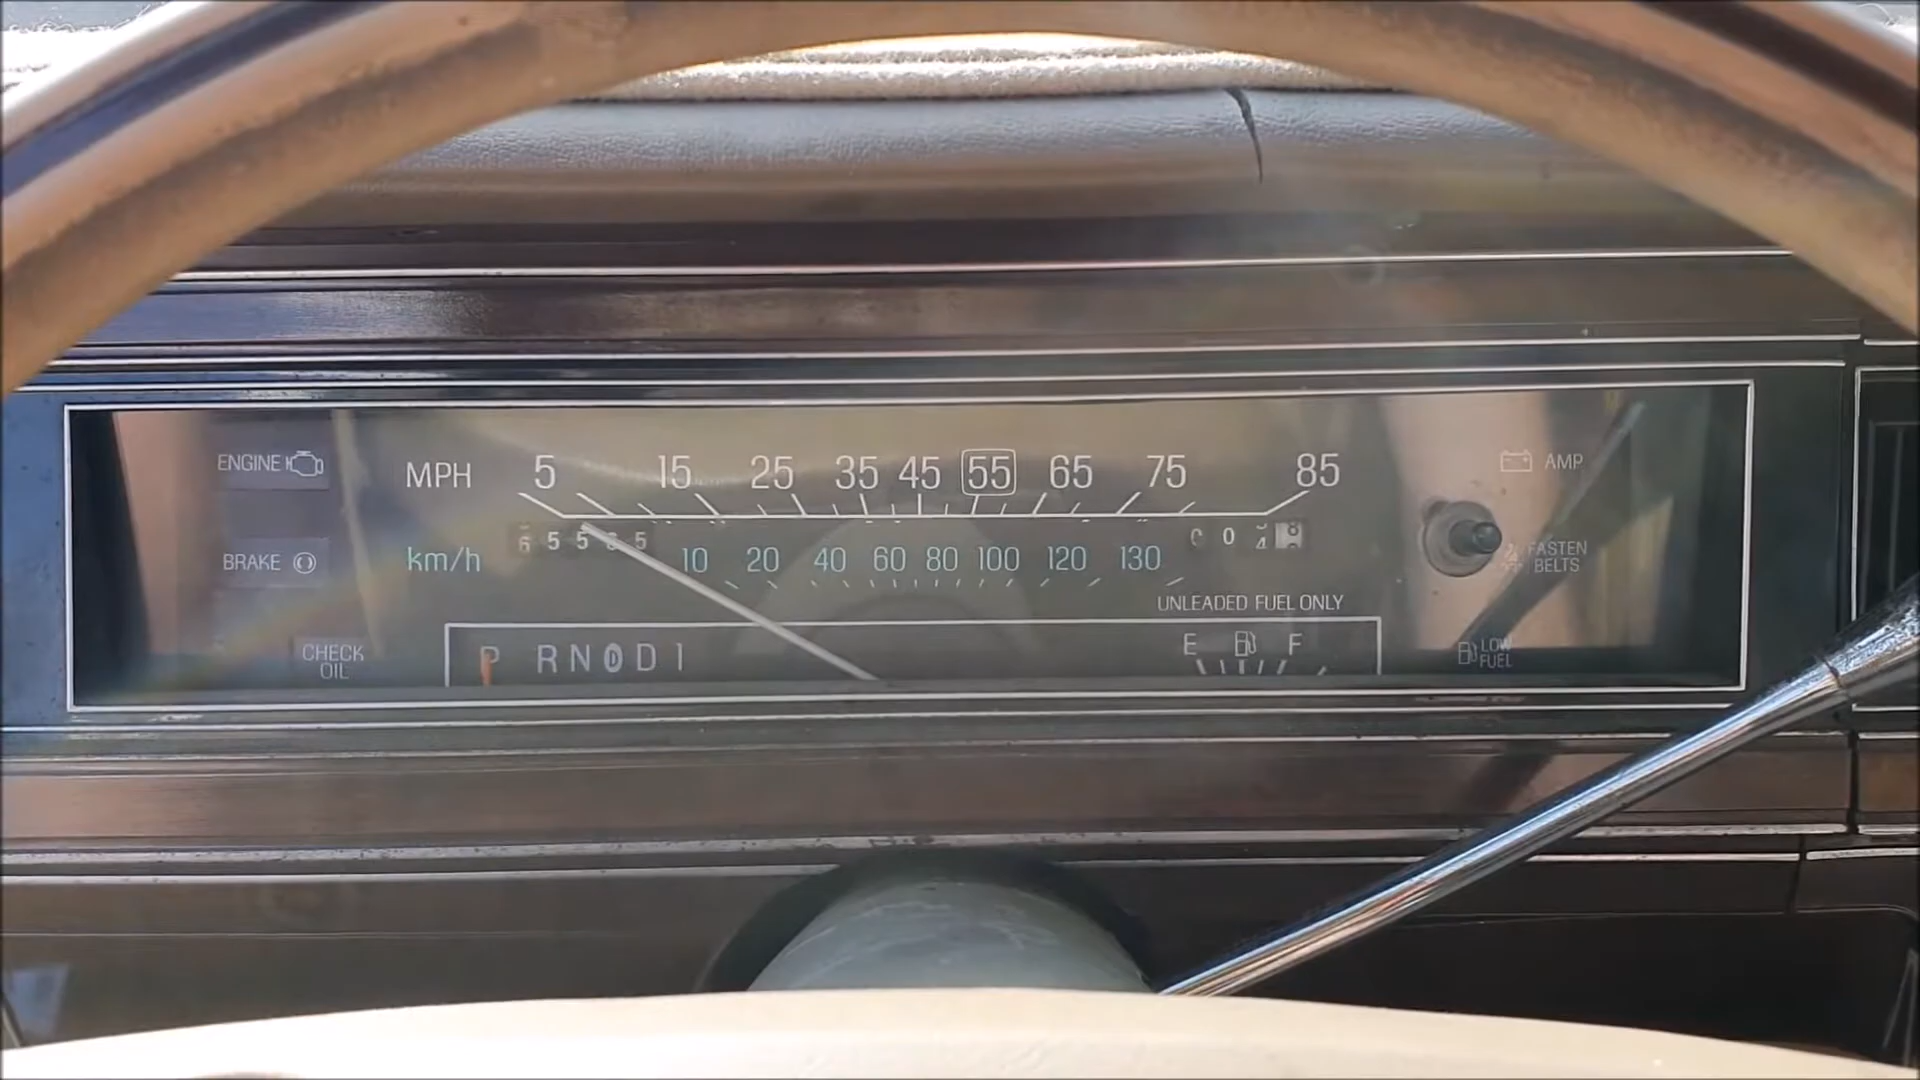 ENGINE
MPH 5 15 25 35 45 55 65 75 85
AMP
BRAKE
km/h 10 20 40 60 80 100 120 130
FASTEN
BELTS
UNLEADED FUEL ONLY
CHECK
OIL
P R N D D 1
E F
LOW
FUEL